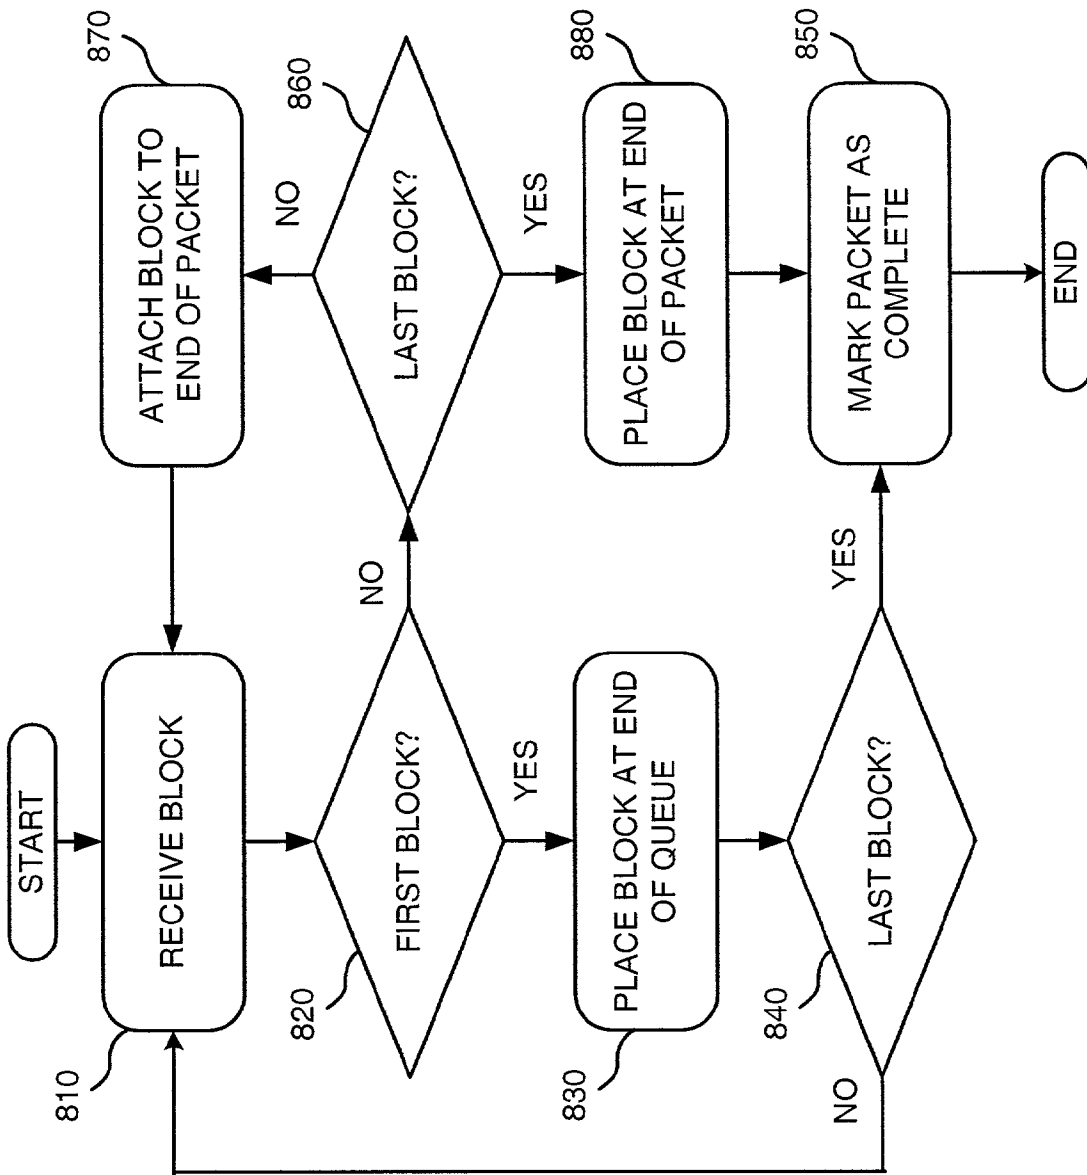 START
810
RECEIVE BLOCK
820
FIRST BLOCK?
NO
YES
830
PLACE BLOCK AT END
OF QUEUE
840
LAST BLOCK?
NO
YES
870
ATTACH BLOCK TO
END OF PACKET
NO
860
LAST BLOCK?
YES
880
PLACE BLOCK AT END
OF PACKET
850
MARK PACKET AS
COMPLETE
END